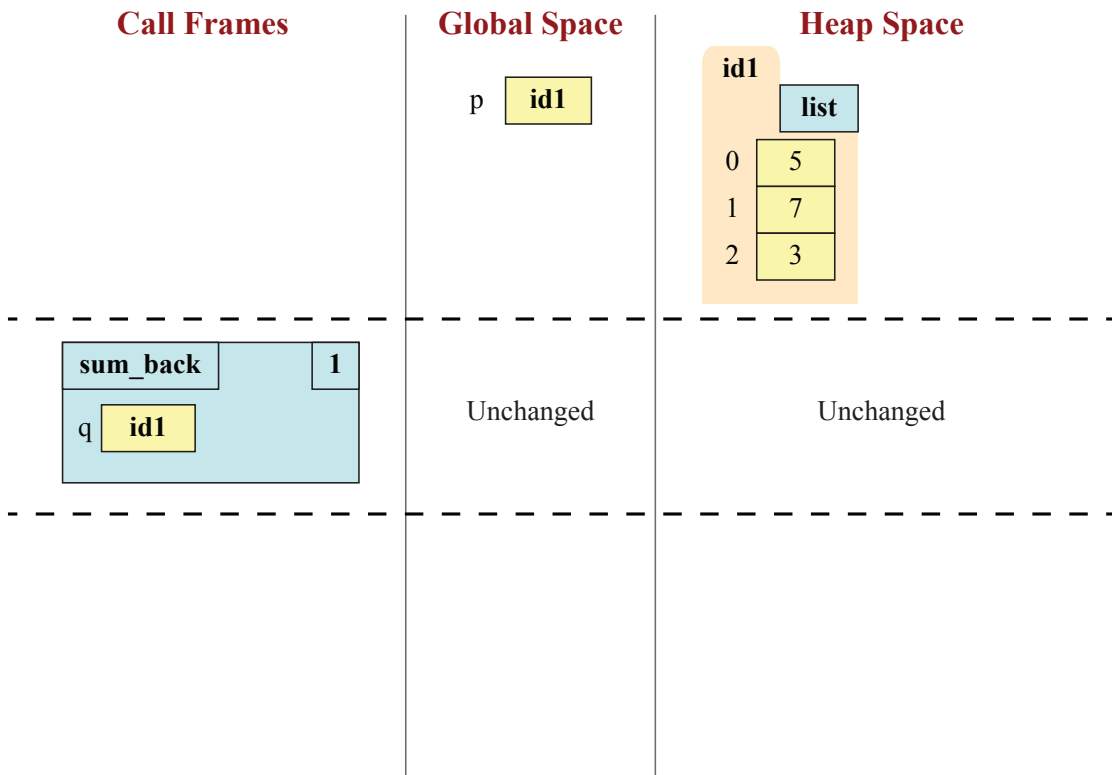 Call Frames
Global Space
Heap Space
p id1
id1
list
0 5
1 7
2 3
sum_back 1
q id1
Unchanged
Unchanged